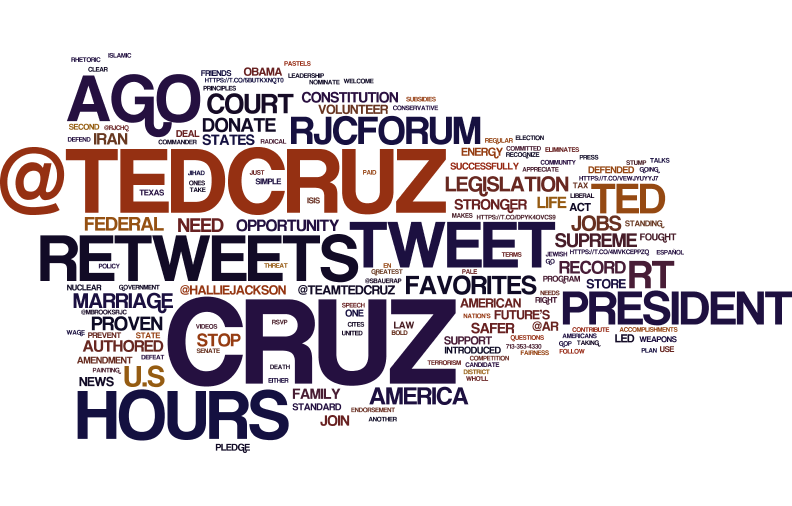 ISLAMIC
RHETORIC
PASTELS
CLEAR
FRIENDS OBAMA LEADERSHIP
HTTPS://T.CO/5BUTKXNQT0 NOMINATE WELCOME
AGO PRINCIPLES
COURT CONSTITUTION SUBSIDIES
VOLUNTEER CONSERVATIVE
SECOND @RJCHQ DEAL DONATE RJCFORUM
DEFEND IRAN COMMANDER STATES RADICAL REGULAR ELECTION
@TEDCRUZ
ENERGY COMMITTED ELIMINATES
RECOGNIZE PRESS
COMMUNITY STUMP TALKS
SUCCESSFULLY APPRECIATE DEFENDED GOING
JIHAD JUST PAID
ONES SIMPLE
TEXAS TAKE ISIS
LEGISLATION TAX HTTPS://T.CO/VEWJYUYYJ7
STRONGER LIFE LIBERAL TED
ACT
MAKES HTTPS://T.CO/DPYK4OVCS9
FEDERAL NEED OPPORTUNITY JOBS STANDING
RETWEETS TWEET SUPREME FOUGHT
POLICY THREAT EN TERMS JEWISH HTTPS://T.CO/4MVKCEPPZQ ESPAÑOL
GREATEST GO
@SBAUERAP PALE RECORD RT
NUCLEAR GOVERNMENT @HALLIEJACKSON @TEAMTEDCRUZ FAVORITES PROGRAM STORE
MARRIAGE NEEDS
RIGHT PRESIDENT
@MBROOKSRJC CRUZ SPEECH AMERICAN
PROVEN VIDEOS RSVP ONE NATION'S FUTURE'S
WAGE PREVENT STATE CITES LAW SAFER @AR CONTRIBUTE ACCOMPLISHMENTS
UNITED BOLD
AUTHORED STOP SUPPORT QUESTIONS AMERICANS LED WEAPONS
SENATE 713-353-4330 GOP TAKING
AMENDMENT DEFEAT INTRODUCED FAIRNESS FOLLOW PLAN USE
PAINTING DEATH TERRORISM COMPETITION
CANDIDATE
NEWS U.S EITHER DISTRICT
WHO'LL
HOURS FAMILY AMERICA
STANDARD ENDORSEMENT
JOIN ANOTHER
PLEDGE